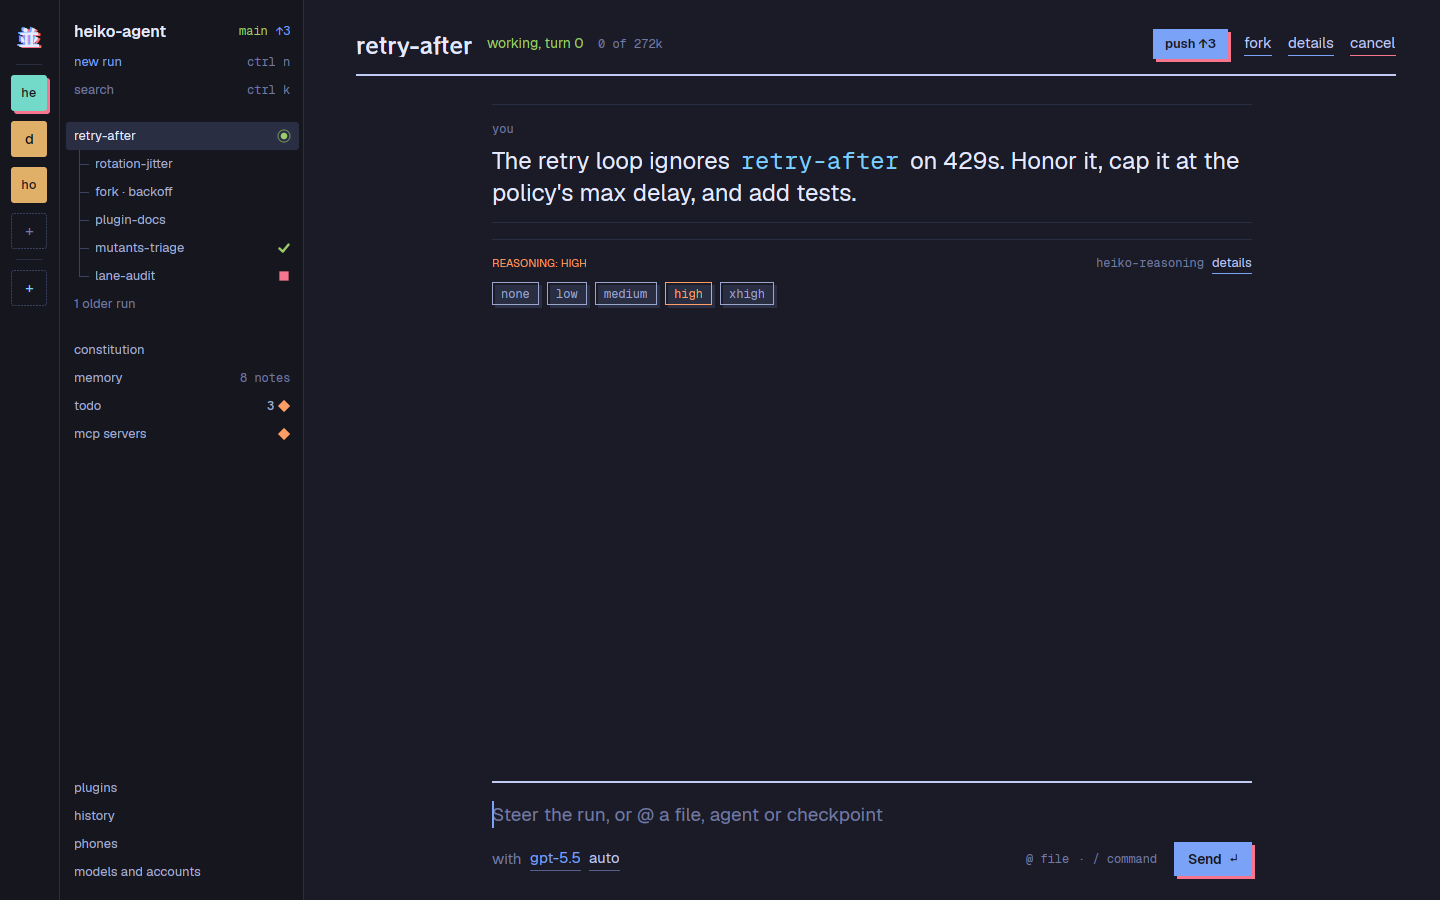 heiko-agent main ↑3
new run ctrl n
search ctrl k
he
d
ho
+
+
retry-after
rotation-jitter
fork · backoff
plugin-docs
mutants-triage
lane-audit
1 older run
constitution
memory 8 notes
todo 3
mcp servers
plugins
history
phones
models and accounts
retry-after working, turn 0 0 of 272k push ↑3 fork details cancel
you
The retry loop ignores retry-after on 429s. Honor it, cap it at the
policy's max delay, and add tests.
REASONING: HIGH heiko-reasoning details
none low medium high xhigh
Steer the run, or @ a file, agent or checkpoint
with gpt-5.5 auto @ file · / command Send ↵